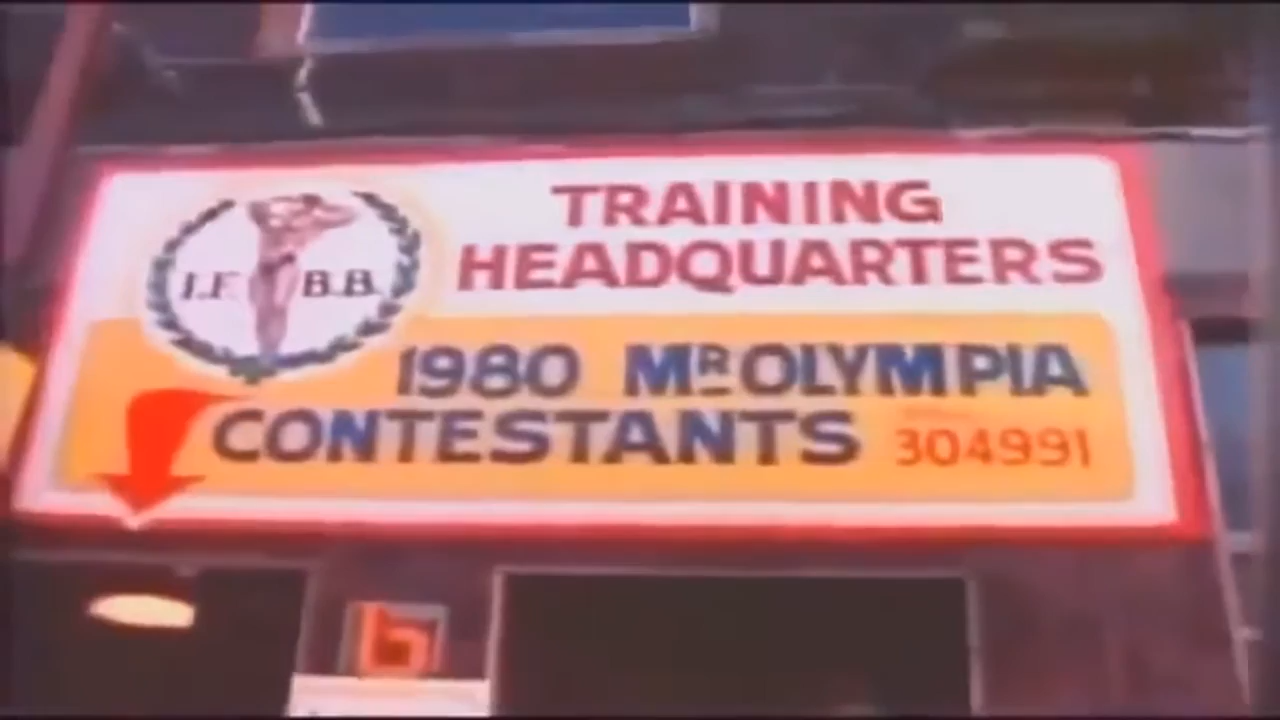 TRAINING
HEADQUARTERS
I.F. B.B.
1980 MR OLYMPIA
CONTESTANTS 304991
b